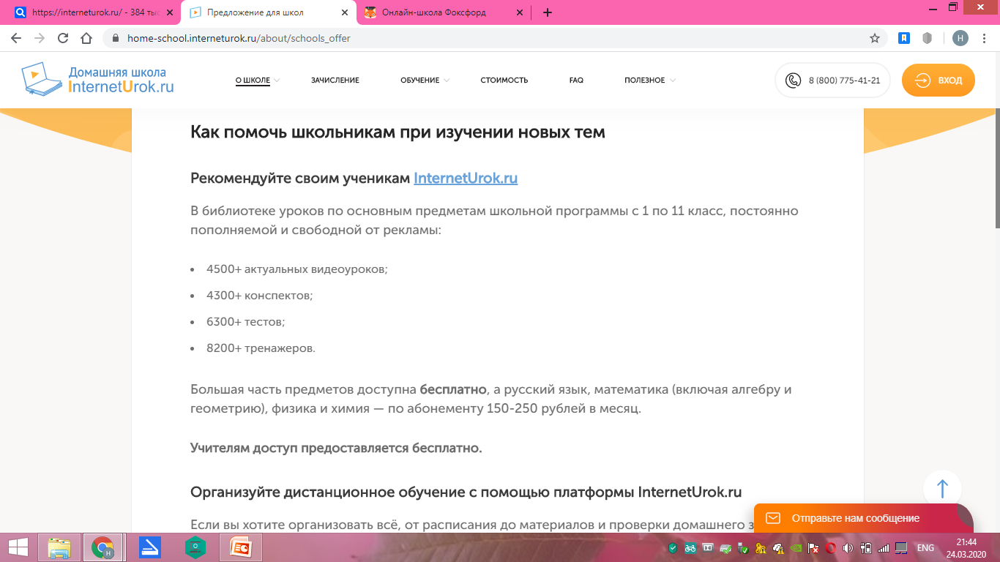 https://interneturok.ru/ - 384 тыс
Предложение для школ
Онлайн-школа Фоксфорд
home-school.interneturok.ru/about/schools_offer
H
Домашняя школа
InternetUrok.ru
О ШКОЛЕ
ЗАЧИСЛЕНИЕ
ОБУЧЕНИЕ
СТОИМОСТЬ
FAQ
ПОЛЕЗНОЕ
8 (800) 775-41-21
ВХОД
Как помочь школьникам при изучении новых тем
Рекомендуйте своим ученикам InternetUrok.ru
В библиотеке уроков по основным предметам школьной программы с 1 по 11 класс, постоянно
пополняемой и свободной от рекламы:
• 4500+ актуальных видеоуроков;
• 4300+ конспектов;
• 6300+ тестов;
• 8200+ тренажеров.
Большая часть предметов доступна бесплатно, а русский язык, математика (включая алгебру и
геометрию), физика и химия — по абонементу 150-250 рублей в месяц.
Учителям доступ предоставляется бесплатно.
Организуйте дистанционное обучение с помощью платформы InternetUrok.ru
Если вы хотите организовать всё, от расписания до материалов и проверки домашнего з
Отправьте нам сообщение
H
ENG
21:44
24.03.2020